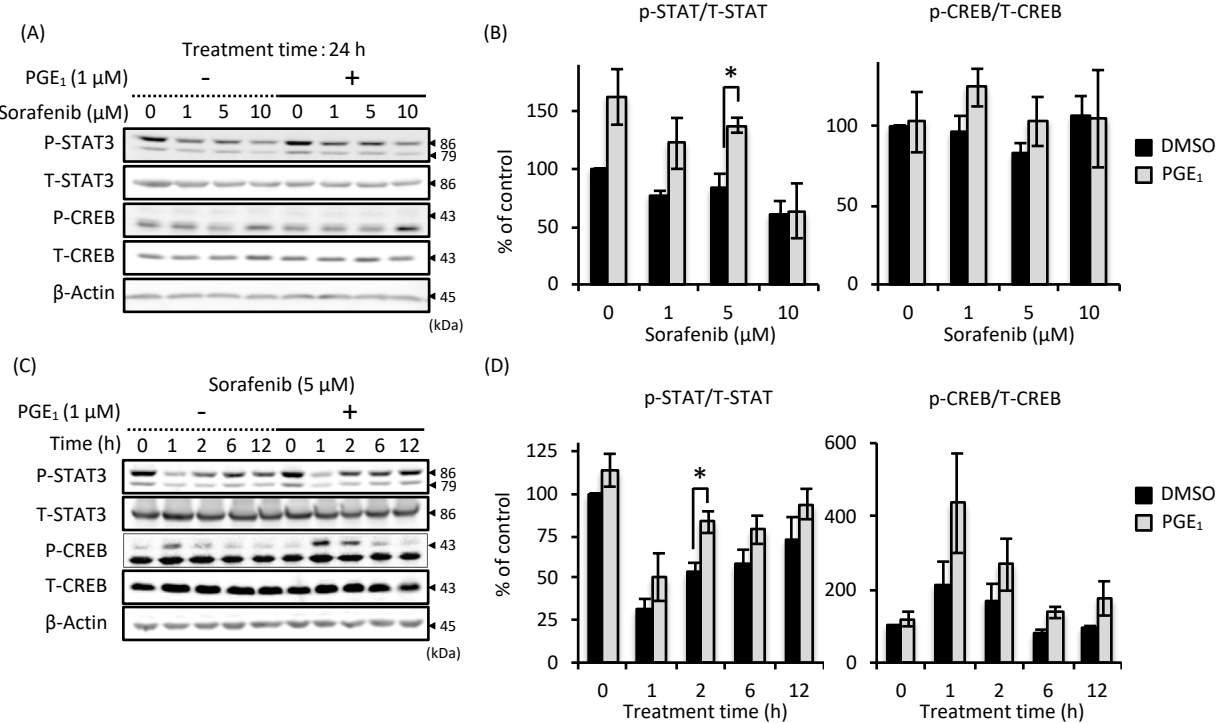 (A)
Treatment time : 24 h
PGE₁ (1 µM) - +
Sorafenib (µM) 0 1 5 10 0 1 5 10
P-STAT3 86
79
T-STAT3 86
P-CREB 43
T-CREB 43
β-Actin 45
(kDa)
(B)
p-STAT/T-STAT
% of control
150
100
50
0
*
0 1 5 10
Sorafenib (µM)
p-CREB/T-CREB
100
50
0
0 1 5 10
Sorafenib (µM)
DMSO
PGE₁
(C)
Sorafenib (5 µM)
PGE₁ (1 µM) - +
Time (h) 0 1 2 6 12 0 1 2 6 12
P-STAT3 86
79
T-STAT3 86
P-CREB 43
T-CREB 43
β-Actin 45
(kDa)
(D)
p-STAT/T-STAT
% of control
125
100
75
50
25
0
*
0 1 2 6 12
Treatment time (h)
p-CREB/T-CREB
600
400
200
0
0 1 2 6 12
Treatment time (h)
DMSO
PGE₁